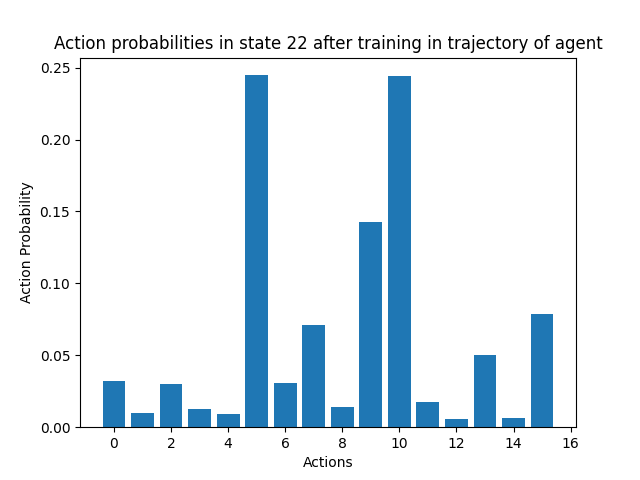 Action probabilities in state 22 after training in trajectory of agent
0.25
0.20
0.15
0.10
0.05
0.00
Action Probability
0 2 4 6 8 10 12 14 16
Actions